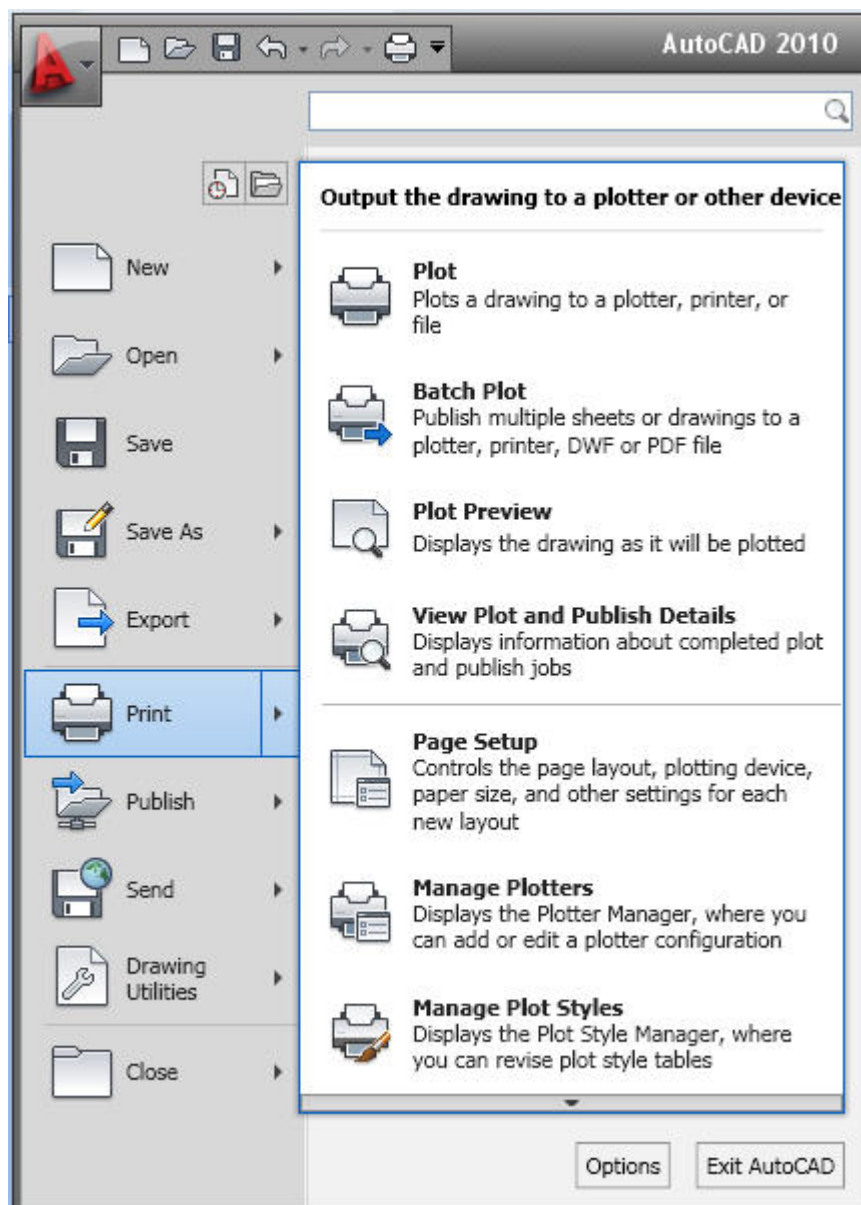 AutoCAD 2010
Output the drawing to a plotter or other device
New
Open
Save
Save As
Export
Print
Publish
Send
Drawing
Utilities
Close
Plot
Plots a drawing to a plotter, printer, or
file
Batch Plot
Publish multiple sheets or drawings to a
plotter, printer, DWF or PDF file
Plot Preview
Displays the drawing as it will be plotted
View Plot and Publish Details
Displays information about completed plot
and publish jobs
Page Setup
Controls the page layout, plotting device,
paper size, and other settings for each
new layout
Manage Plotters
Displays the Plotter Manager, where you
can add or edit a plotter configuration
Manage Plot Styles
Displays the Plot Style Manager, where
you can revise plot style tables
Options
Exit AutoCAD